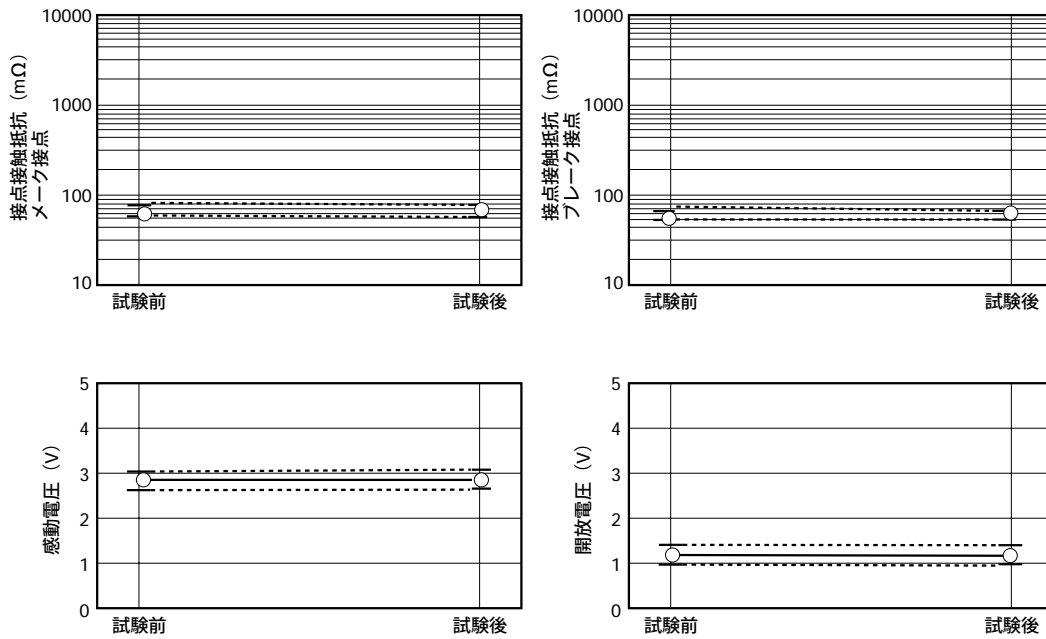 接点接触抵抗（mΩ）
メーク接点
10000
1000
100
10
試験前
試験後
接点接触抵抗（mΩ）
ブレーク接点
10000
1000
100
10
試験前
試験後
感動電圧（V）
5
4
3
2
1
0
試験前
試験後
開放電圧（V）
5
4
3
2
1
0
試験前
試験後